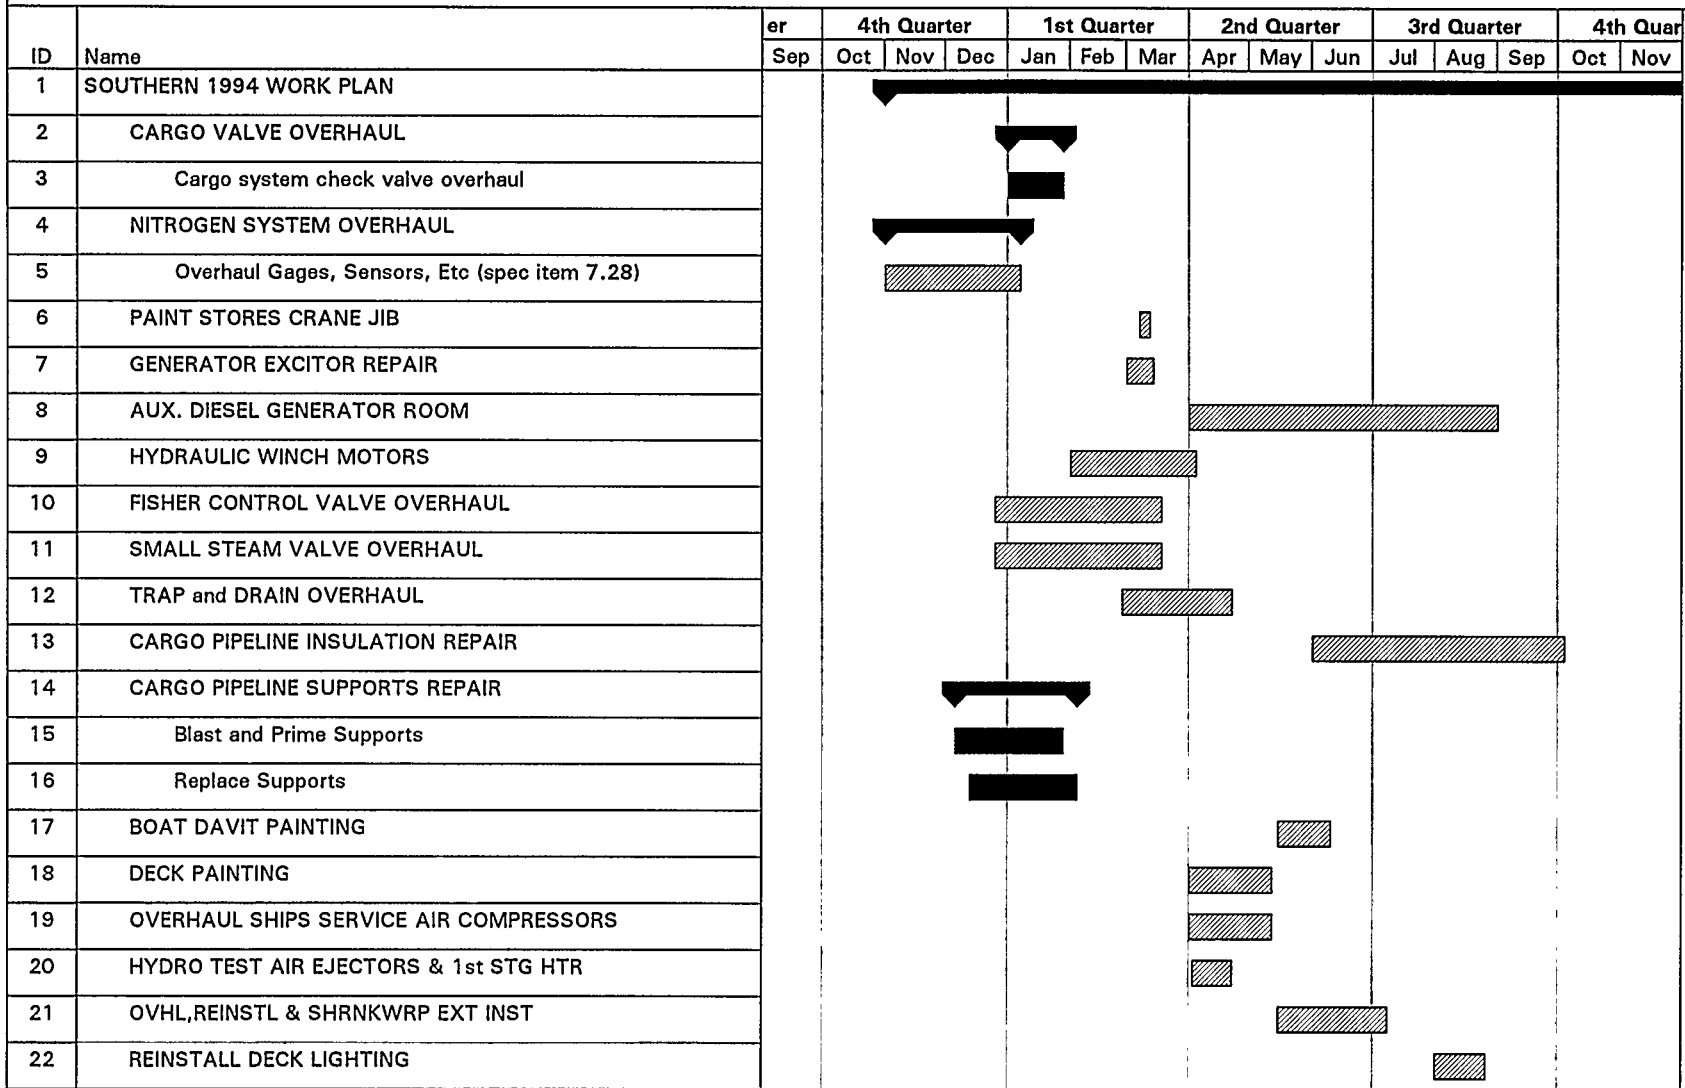 er 4th Quarter 1st Quarter 2nd Quarter 3rd Quarter 4th Quar
ID Name Sep Oct Nov Dec Jan Feb Mar Apr May Jun Jul Aug Sep Oct Nov
1 SOUTHERN 1994 WORK PLAN
2 CARGO VALVE OVERHAUL
3 Cargo system check valve overhaul
4 NITROGEN SYSTEM OVERHAUL
5 Overhaul Gages, Sensors, Etc (spec item 7.28)
6 PAINT STORES CRANE JIB
7 GENERATOR EXCITOR REPAIR
8 AUX. DIESEL GENERATOR ROOM
9 HYDRAULIC WINCH MOTORS
10 FISHER CONTROL VALVE OVERHAUL
11 SMALL STEAM VALVE OVERHAUL
12 TRAP and DRAIN OVERHAUL
13 CARGO PIPELINE INSULATION REPAIR
14 CARGO PIPELINE SUPPORTS REPAIR
15 Blast and Prime Supports
16 Replace Supports
17 BOAT DAVIT PAINTING
18 DECK PAINTING
19 OVERHAUL SHIPS SERVICE AIR COMPRESSORS
20 HYDRO TEST AIR EJECTORS & 1st STG HTR
21 OVHL,REINSTL & SHRNKWRP EXT INST
22 REINSTALL DECK LIGHTING